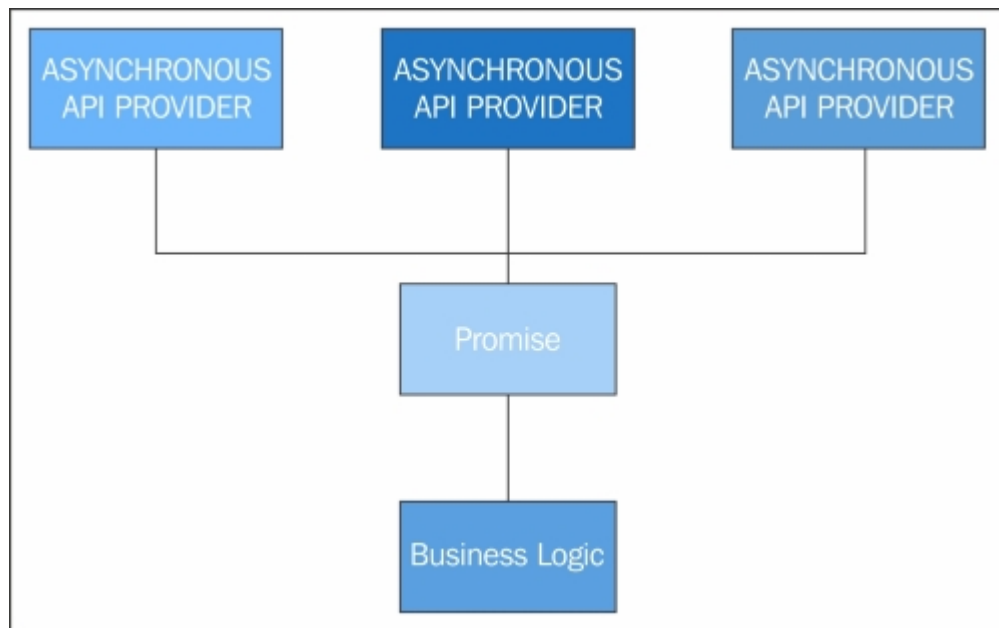 ASYNCHRONOUS
API PROVIDER
ASYNCHRONOUS
API PROVIDER
ASYNCHRONOUS
API PROVIDER
Promise
Business Logic